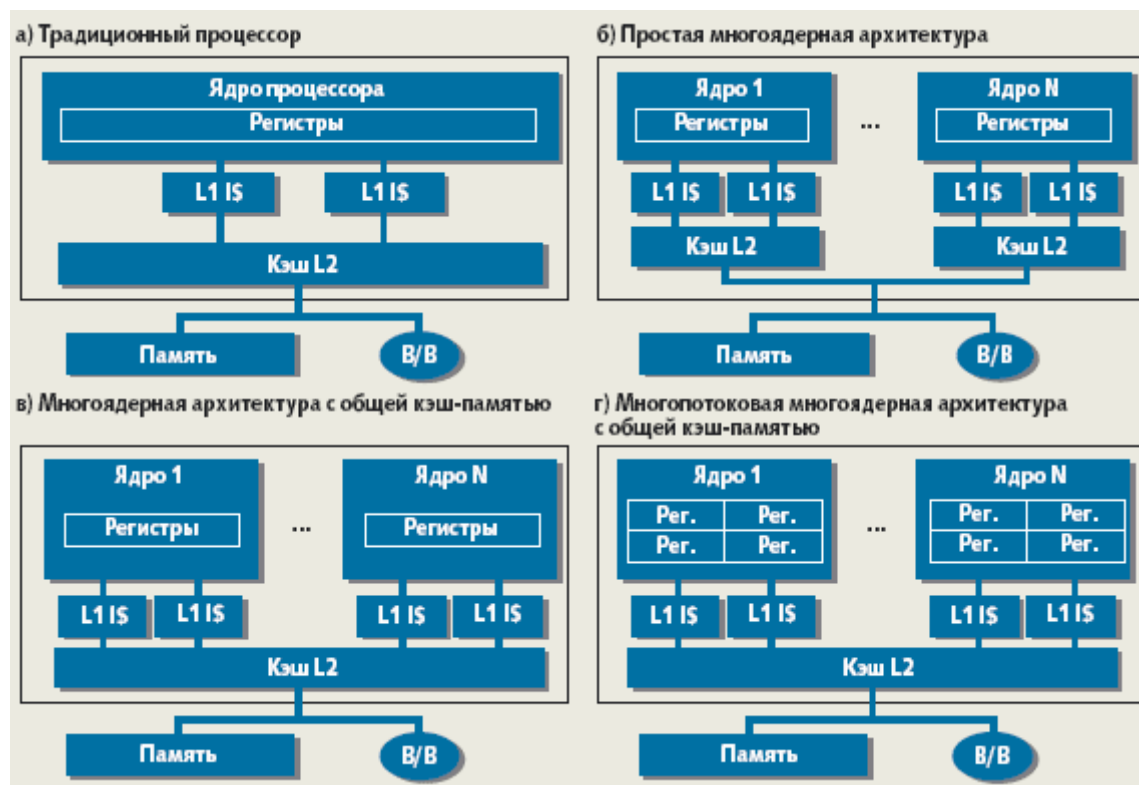 а) Традиционный процессор
Ядро процессора
Регистры
L1 I$ L1 I$
Кэш L2
Память В/В
б) Простая многоядерная архитектура
Ядро 1 ... Ядро N
Регистры Регистры
L1 I$ L1 I$ L1 I$ L1 I$
Кэш L2 Кэш L2
Память В/В
в) Многоядерная архитектура с общей кэш-памятью
Ядро 1 ... Ядро N
Регистры Регистры
L1 I$ L1 I$ L1 I$ L1 I$
Кэш L2
Память В/В
г) Многопотоковая многоядерная архитектура
с общей кэш-памятью
Ядро 1 ... Ядро N
Рег. Рег. Рег. Рег.
Рег. Рег. Рег. Рег.
L1 I$ L1 I$ L1 I$ L1 I$
Кэш L2
Память В/В